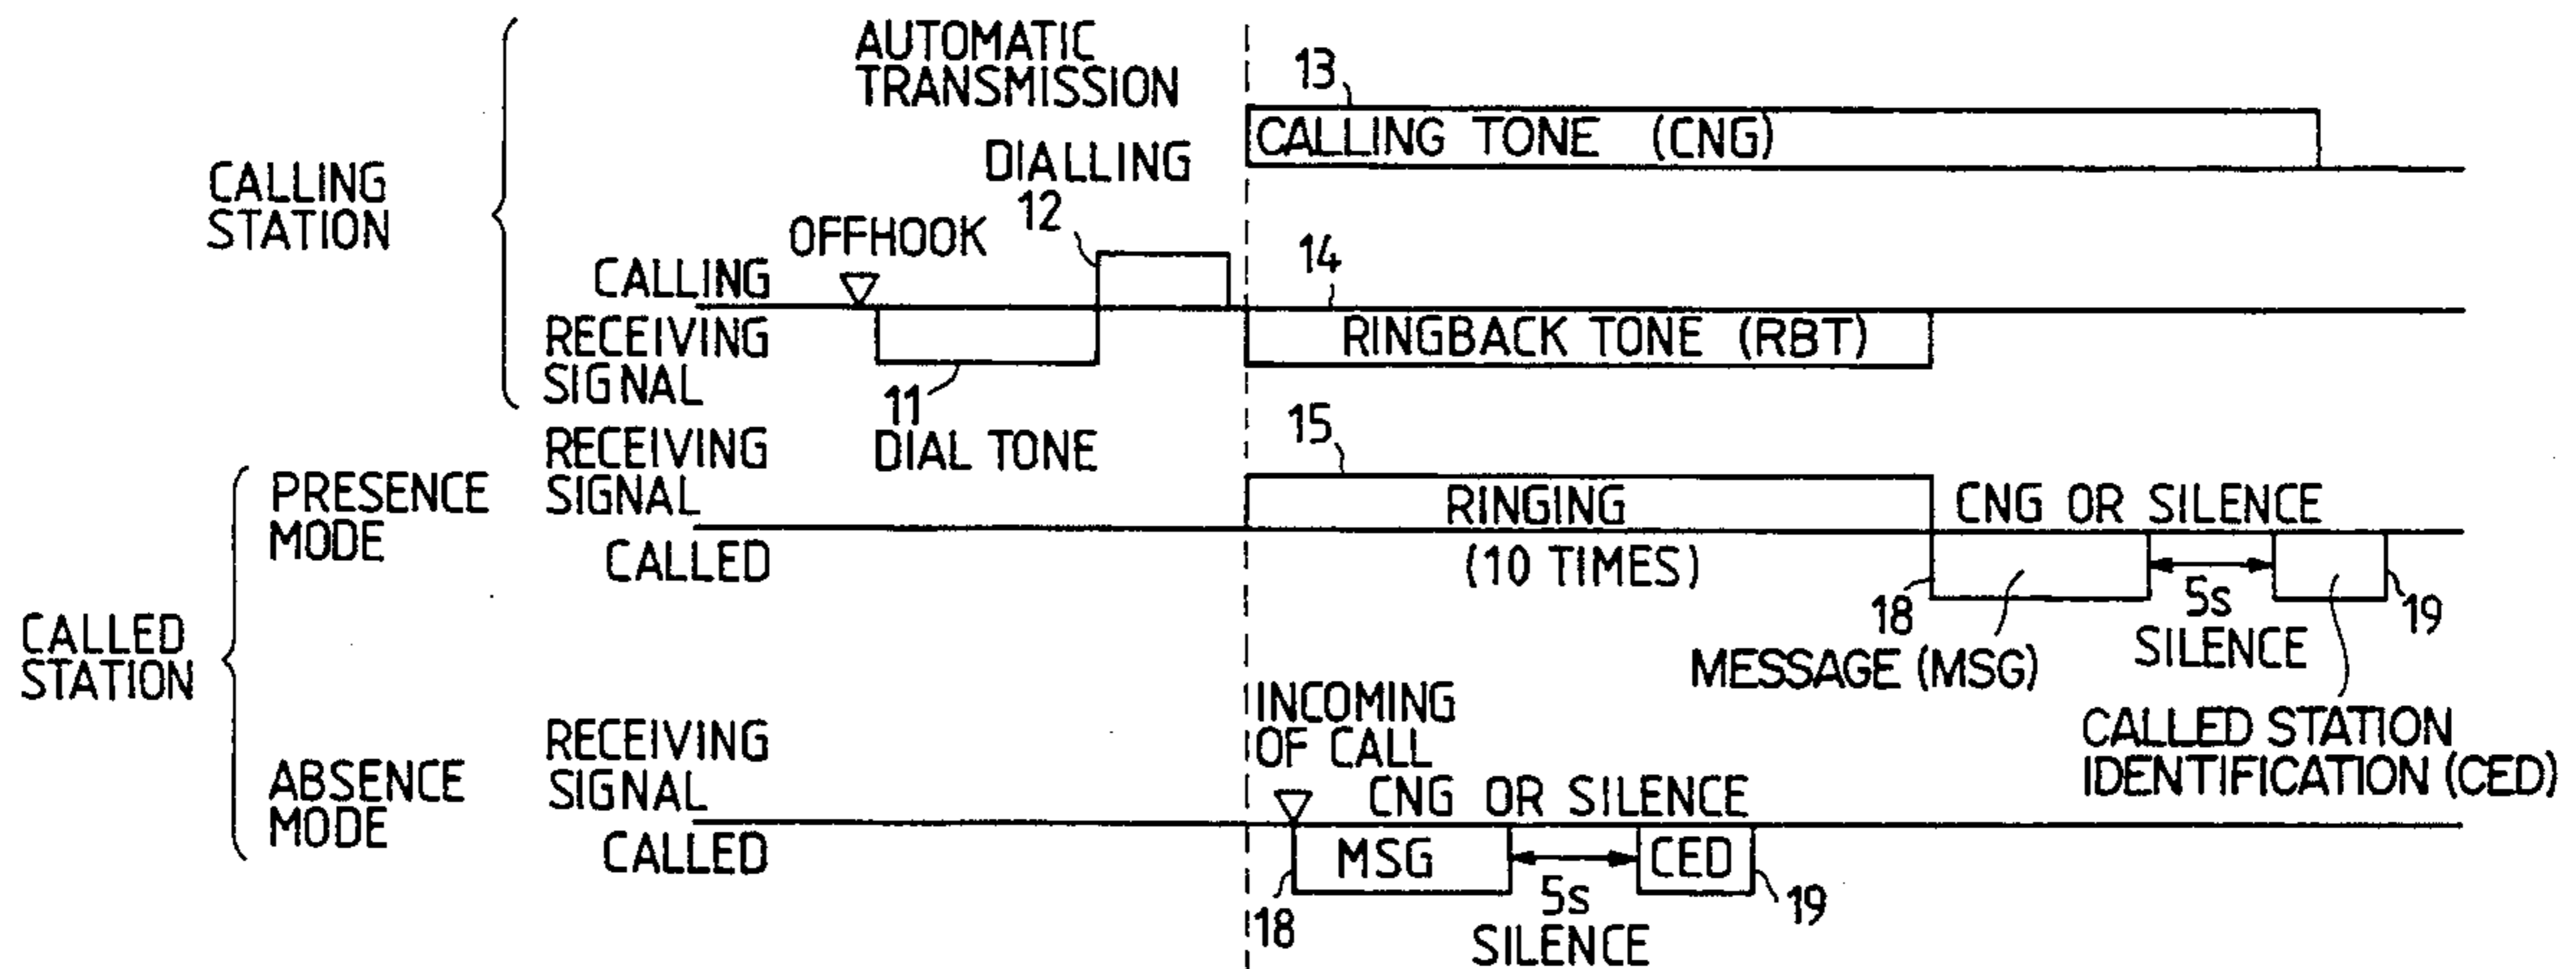 AUTOMATIC
TRANSMISSION
13
CALLING TONE (CNG)
DIALLING
12
CALLING
STATION
OFFHOOK
14
CALLING
RECEIVING
SIGNAL
RINGBACK TONE (RBT)
11
DIAL TONE
15
PRESENCE
MODE
RECEIVING
SIGNAL
RINGING
CNG OR SILENCE
CALLED
(10 TIMES)
18
5s
SILENCE
19
MESSAGE (MSG)
CALLED
STATION
CALLED STATION
IDENTIFICATION (CED)
INCOMING
OF CALL
ABSENCE
MODE
RECEIVING
SIGNAL
CNG OR SILENCE
CALLED
MSG
CED
18
5s
SILENCE
19